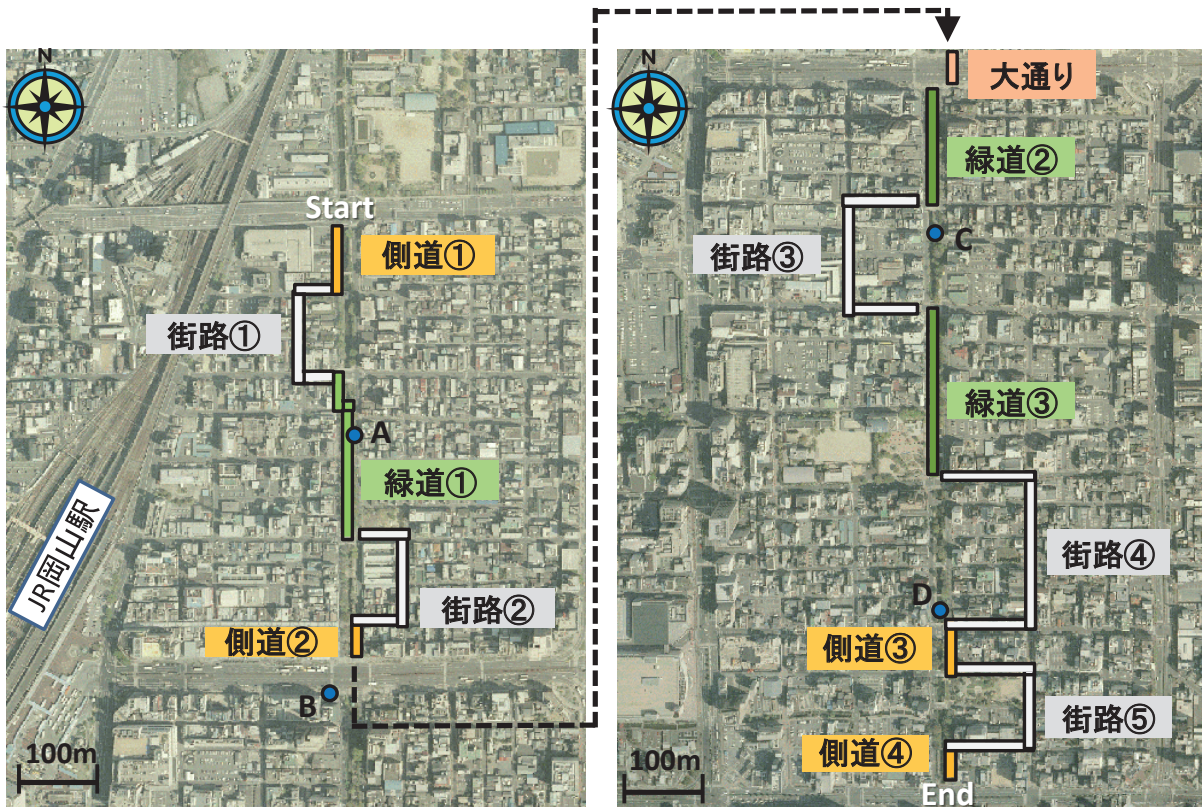 N
Start
側道①
街路①
A
緑道①
JR岡山駅
街路②
側道②
B
100m
N
大通り
緑道②
C
街路③
緑道③
街路④
D
側道③
街路⑤
側道④
100m
End